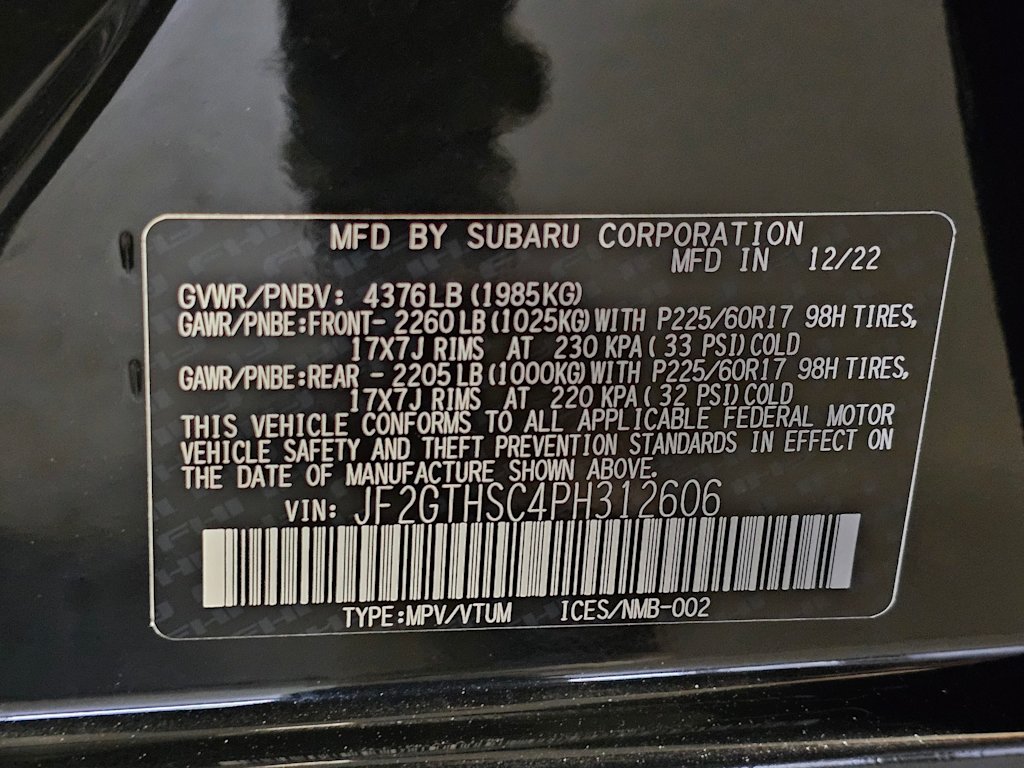 MFD BY SUBARU CORPORATION
MFD IN 12/22
GVWR/PNBV: 4376LB(1985KG)
GAWR/PNBE:FRONT- 2260LB(1025KG)WITH P225/60R17 98H TIRES,
17X7J RIMS AT 230 KPA( 33 PSI)COLD
GAWR/PNBE:REAR - 2205LB(1000KG)WITH P225/60R17 98H TIRES,
17X7J RIMS AT 220 KPA( 32 PSI)COLD
THIS VEHICLE CONFORMS TO ALL APPLICABLE FEDERAL MOTOR
VEHICLE SAFETY AND THEFT PREVENTION STANDARDS IN EFFECT ON
THE DATE OF MANUFACTURE SHOWN ABOVE.
VIN: JF2GTHSC4PH312606
TYPE:MPV/VTUM ICES/NMB-002